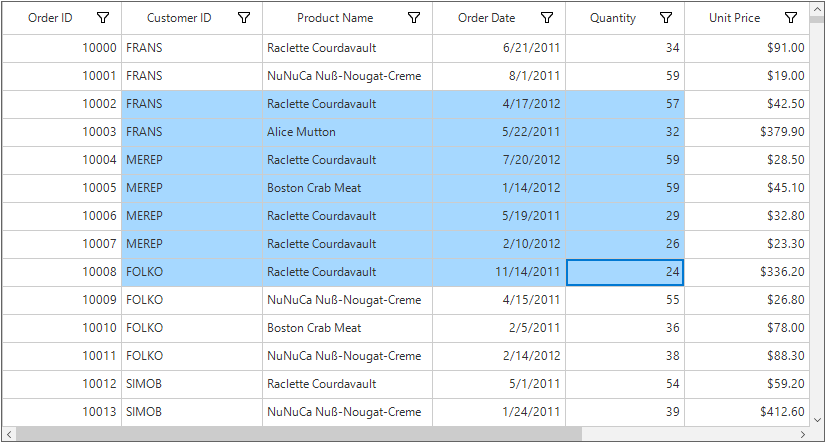 Order ID Customer ID Product Name Order Date Quantity Unit Price
10000 FRANS Raclette Courdavault 6/21/2011 34 $91.00
10001 FRANS NuNuCa Nuß-Nougat-Creme 8/1/2011 59 $19.00
10002 FRANS Raclette Courdavault 4/17/2012 57 $42.50
10003 FRANS Alice Mutton 5/22/2011 32 $379.90
10004 MEREP Raclette Courdavault 7/20/2012 59 $28.50
10005 MEREP Boston Crab Meat 1/14/2012 59 $45.10
10006 MEREP Raclette Courdavault 5/19/2011 29 $32.80
10007 MEREP Raclette Courdavault 2/10/2012 26 $23.30
10008 FOLKO Raclette Courdavault 11/14/2011 24 $336.20
10009 FOLKO NuNuCa Nuß-Nougat-Creme 4/15/2011 55 $26.80
10010 FOLKO Boston Crab Meat 2/5/2011 36 $78.00
10011 FOLKO NuNuCa Nuß-Nougat-Creme 2/14/2012 38 $88.30
10012 SIMOB Raclette Courdavault 5/1/2011 54 $59.20
10013 SIMOB NuNuCa Nuß-Nougat-Creme 1/24/2011 39 $412.60